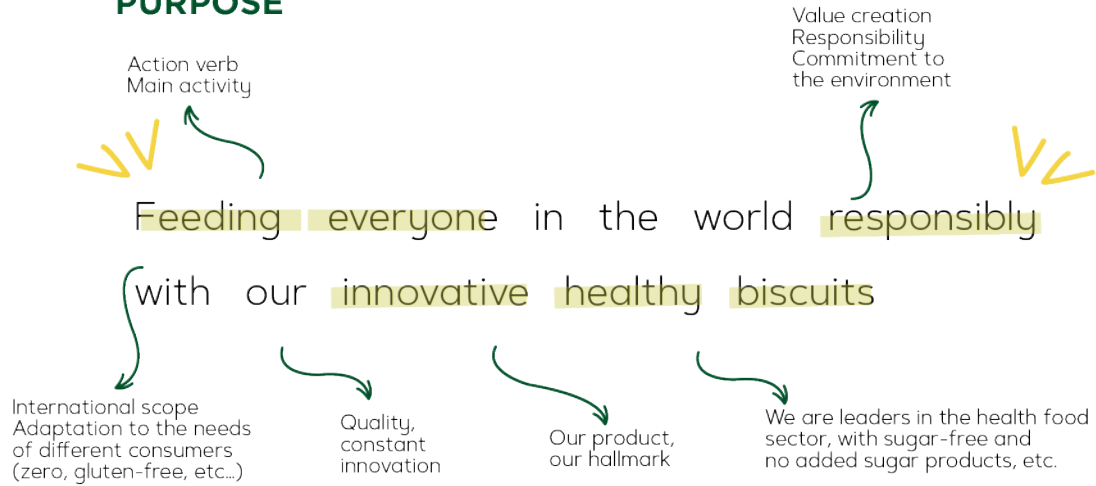 PURPOSE
Value creation
Responsibility
Commitment to
the environment
Action verb
Main activity
Feeding everyone in the world responsibly
with our innovative healthy biscuits
International scope
Adaptation to the needs
of different consumers
(zero, gluten-free, etc...)
Quality,
constant
innovation
Our product,
our hallmark
We are leaders in the health food
sector, with sugar-free and
no added sugar products, etc.